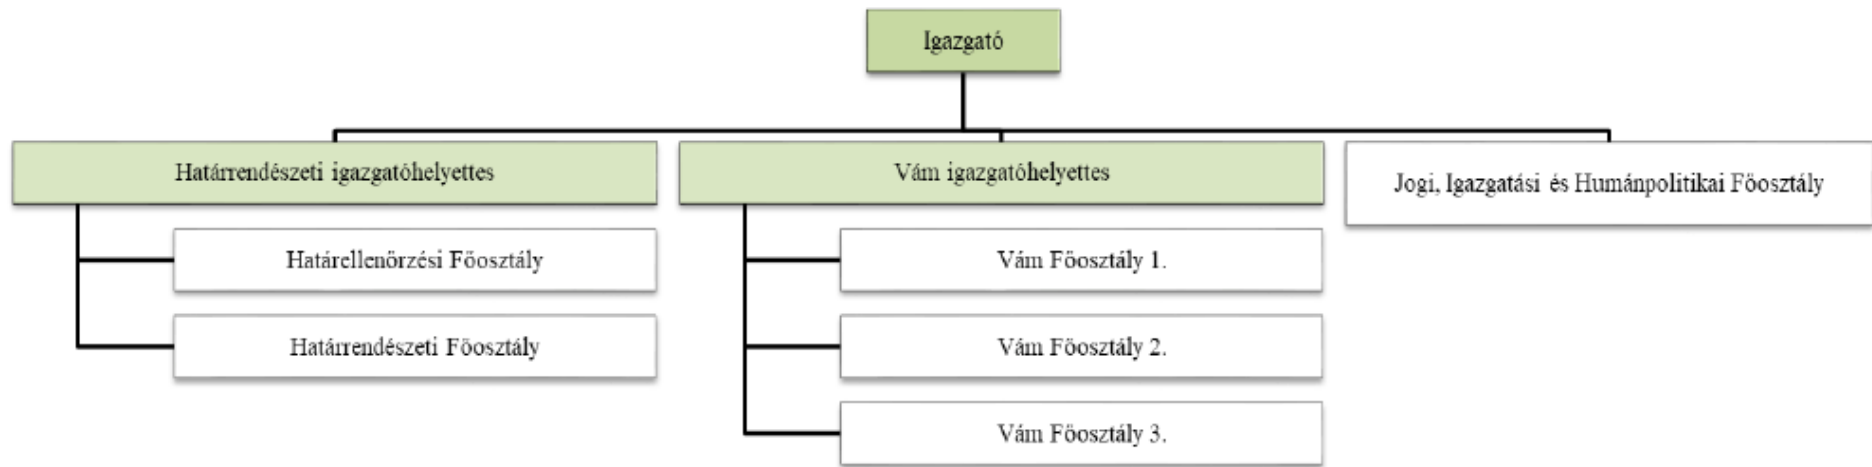 Igazgató
Határrendészeti igazgatóhelyettes
Határellenőrzési Főosztály
Határrendészeti Főosztály
Vám igazgatóhelyettes
Vám Főosztály 1.
Vám Főosztály 2.
Vám Főosztály 3.
Jogi, Igazgatási és Humánpolitikai Főosztály